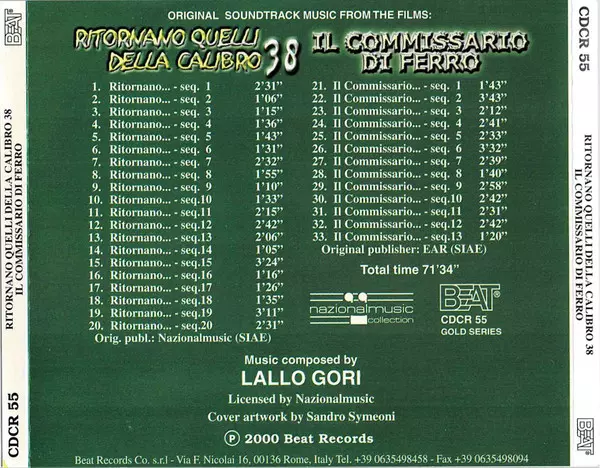 ORIGINAL SOUNDTRACK MUSIC FROM THE FILMS:
RITORNANO QUELLI
DELLA CALIBRO 38
1. Ritornano... - seq. 1 2'31"
2. Ritornano... - seq. 2 1'06"
3. Ritornano... - seq. 3 1'15"
4. Ritornano... - seq. 4 1'36"
5. Ritornano... - seq. 5 1'43"
6. Ritornano... - seq. 6 1'31"
7. Ritornano... - seq. 7 2'32"
8. Ritornano... - seq. 8 1'55"
9. Ritornano... - seq. 9 1'10"
10. Ritornano... - seq.10 1'33"
11. Ritornano... - seq.11 2'15"
12. Ritornano... - seq.12 2'42"
13. Ritornano... - seq.13 2'06"
14. Ritornano... - seq.14 1'05"
15. Ritornano... - seq.15 3'24"
16. Ritornano... - seq.16 1'16"
17. Ritornano... - seq.17 1'26"
18. Ritornano... - seq.18 1'35"
19. Ritornano... - seq.19 3'11"
20. Ritornano... - seq.20 2'31"
Orig. publ.: Nazionalmusic (SIAE)
IL COMMISSARIO
DI FERRO
21. Il Commissario... - seq. 1 1'43"
22. Il Commissario... - seq. 2 3'43"
23. Il Commissario... - seq. 3 2'12"
24. Il Commissario... - seq. 4 2'41"
25. Il Commissario... - seq. 5 2'33"
26. Il Commissario... - seq. 6 3'32"
27. Il Commissario... - seq. 7 2'39"
28. Il Commissario... - seq. 8 1'40"
29. Il Commissario... - seq. 9 2'58"
30. Il Commissario... - seq.10 2'42"
31. Il Commissario... - seq.11 2'31"
32. Il Commissario... - seq.12 2'42"
33. Il Commissario... - seq.13 1'20"
Original publisher: EAR (SIAE)
Total time 71'34"
nazionalmusic
collection
BEAT®
CDCR 55
GOLD SERIES
Music composed by
LALLO GORI
Licensed by Nazionalmusic
Cover artwork by Sandro Symeoni
℗ 2000 Beat Records
Beat Records Co. s.r.l - Via F. Nicolai 16, 00136 Rome, Italy Tel. +39 0635498458 - Fax +39 0635498094
BEAT
RITORNANO QUELLI DELLA CALIBRO 38
IL COMMISSARIO DI FERRO
CDCR 55
CDCR 55
RITORNANO QUELLI DELLA CALIBRO 38
IL COMMISSARIO DI FERRO
BEAT